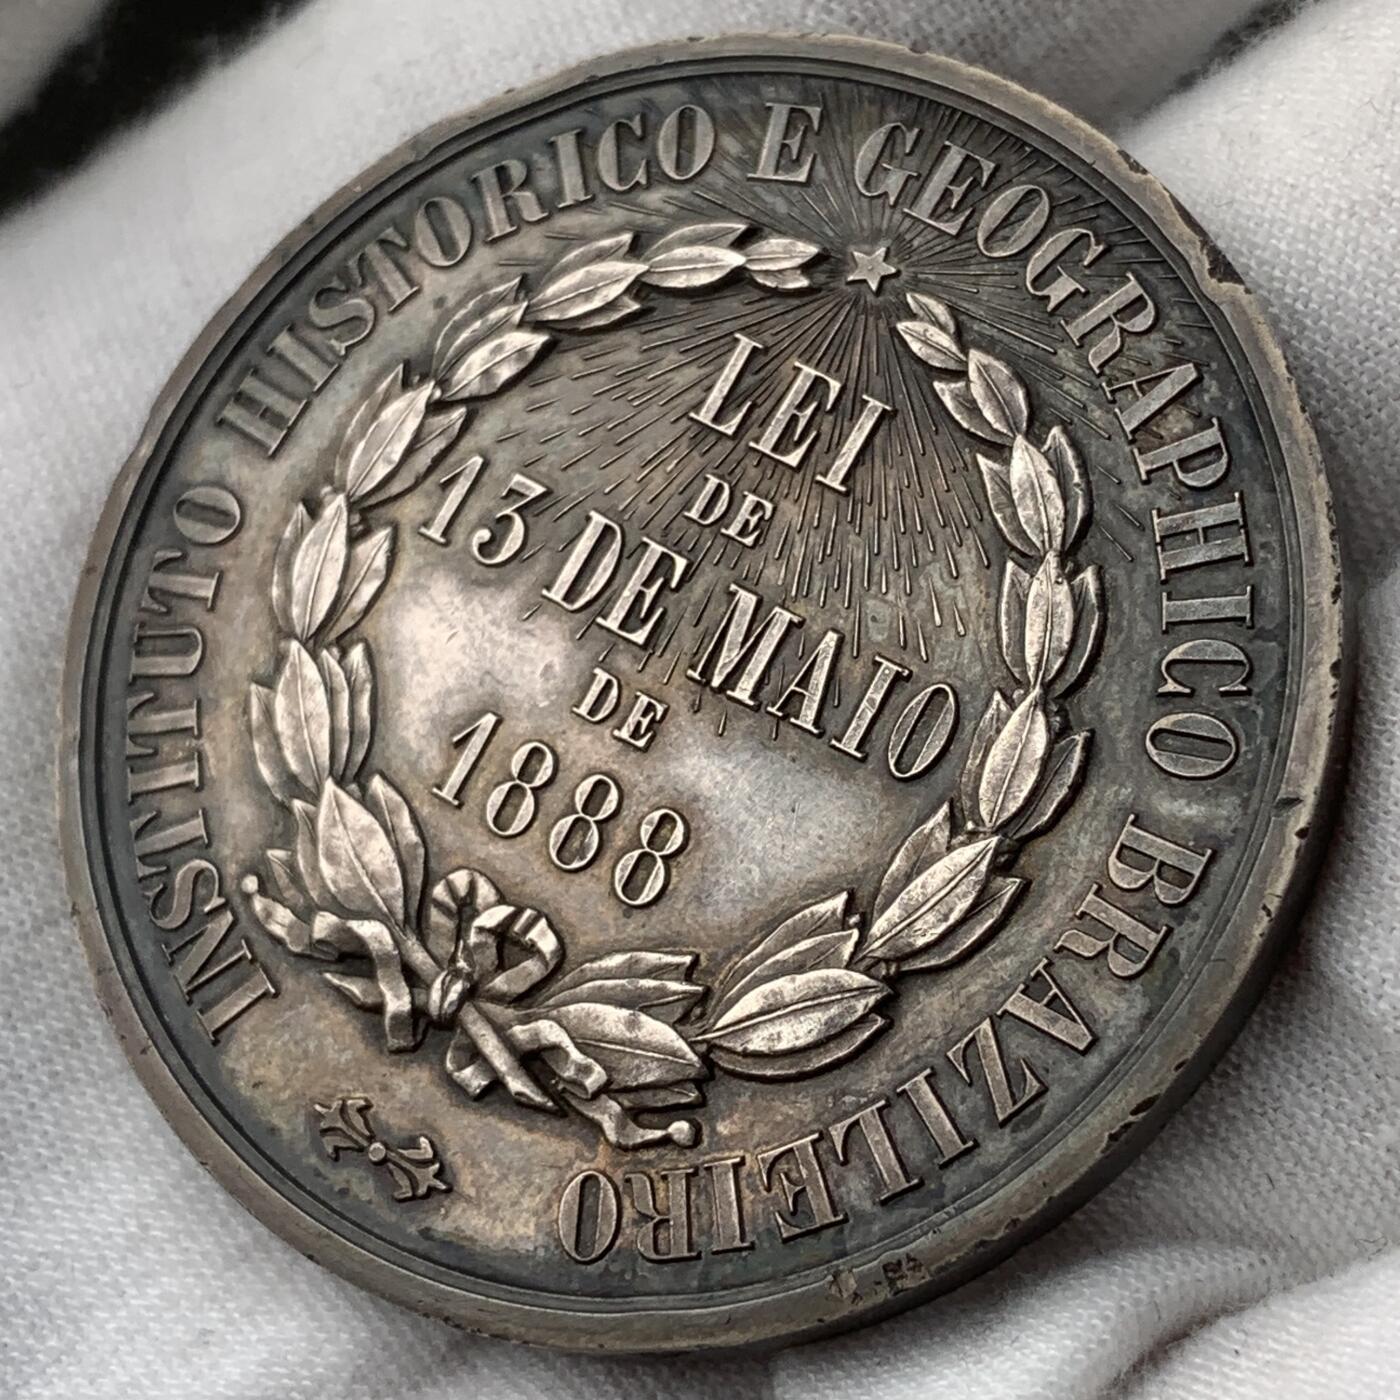 INSTITUTO HISTORICO E GEOGRAPHICO BRAZILEIRO
LEI
DE
13 DE MAIO
DE
1888